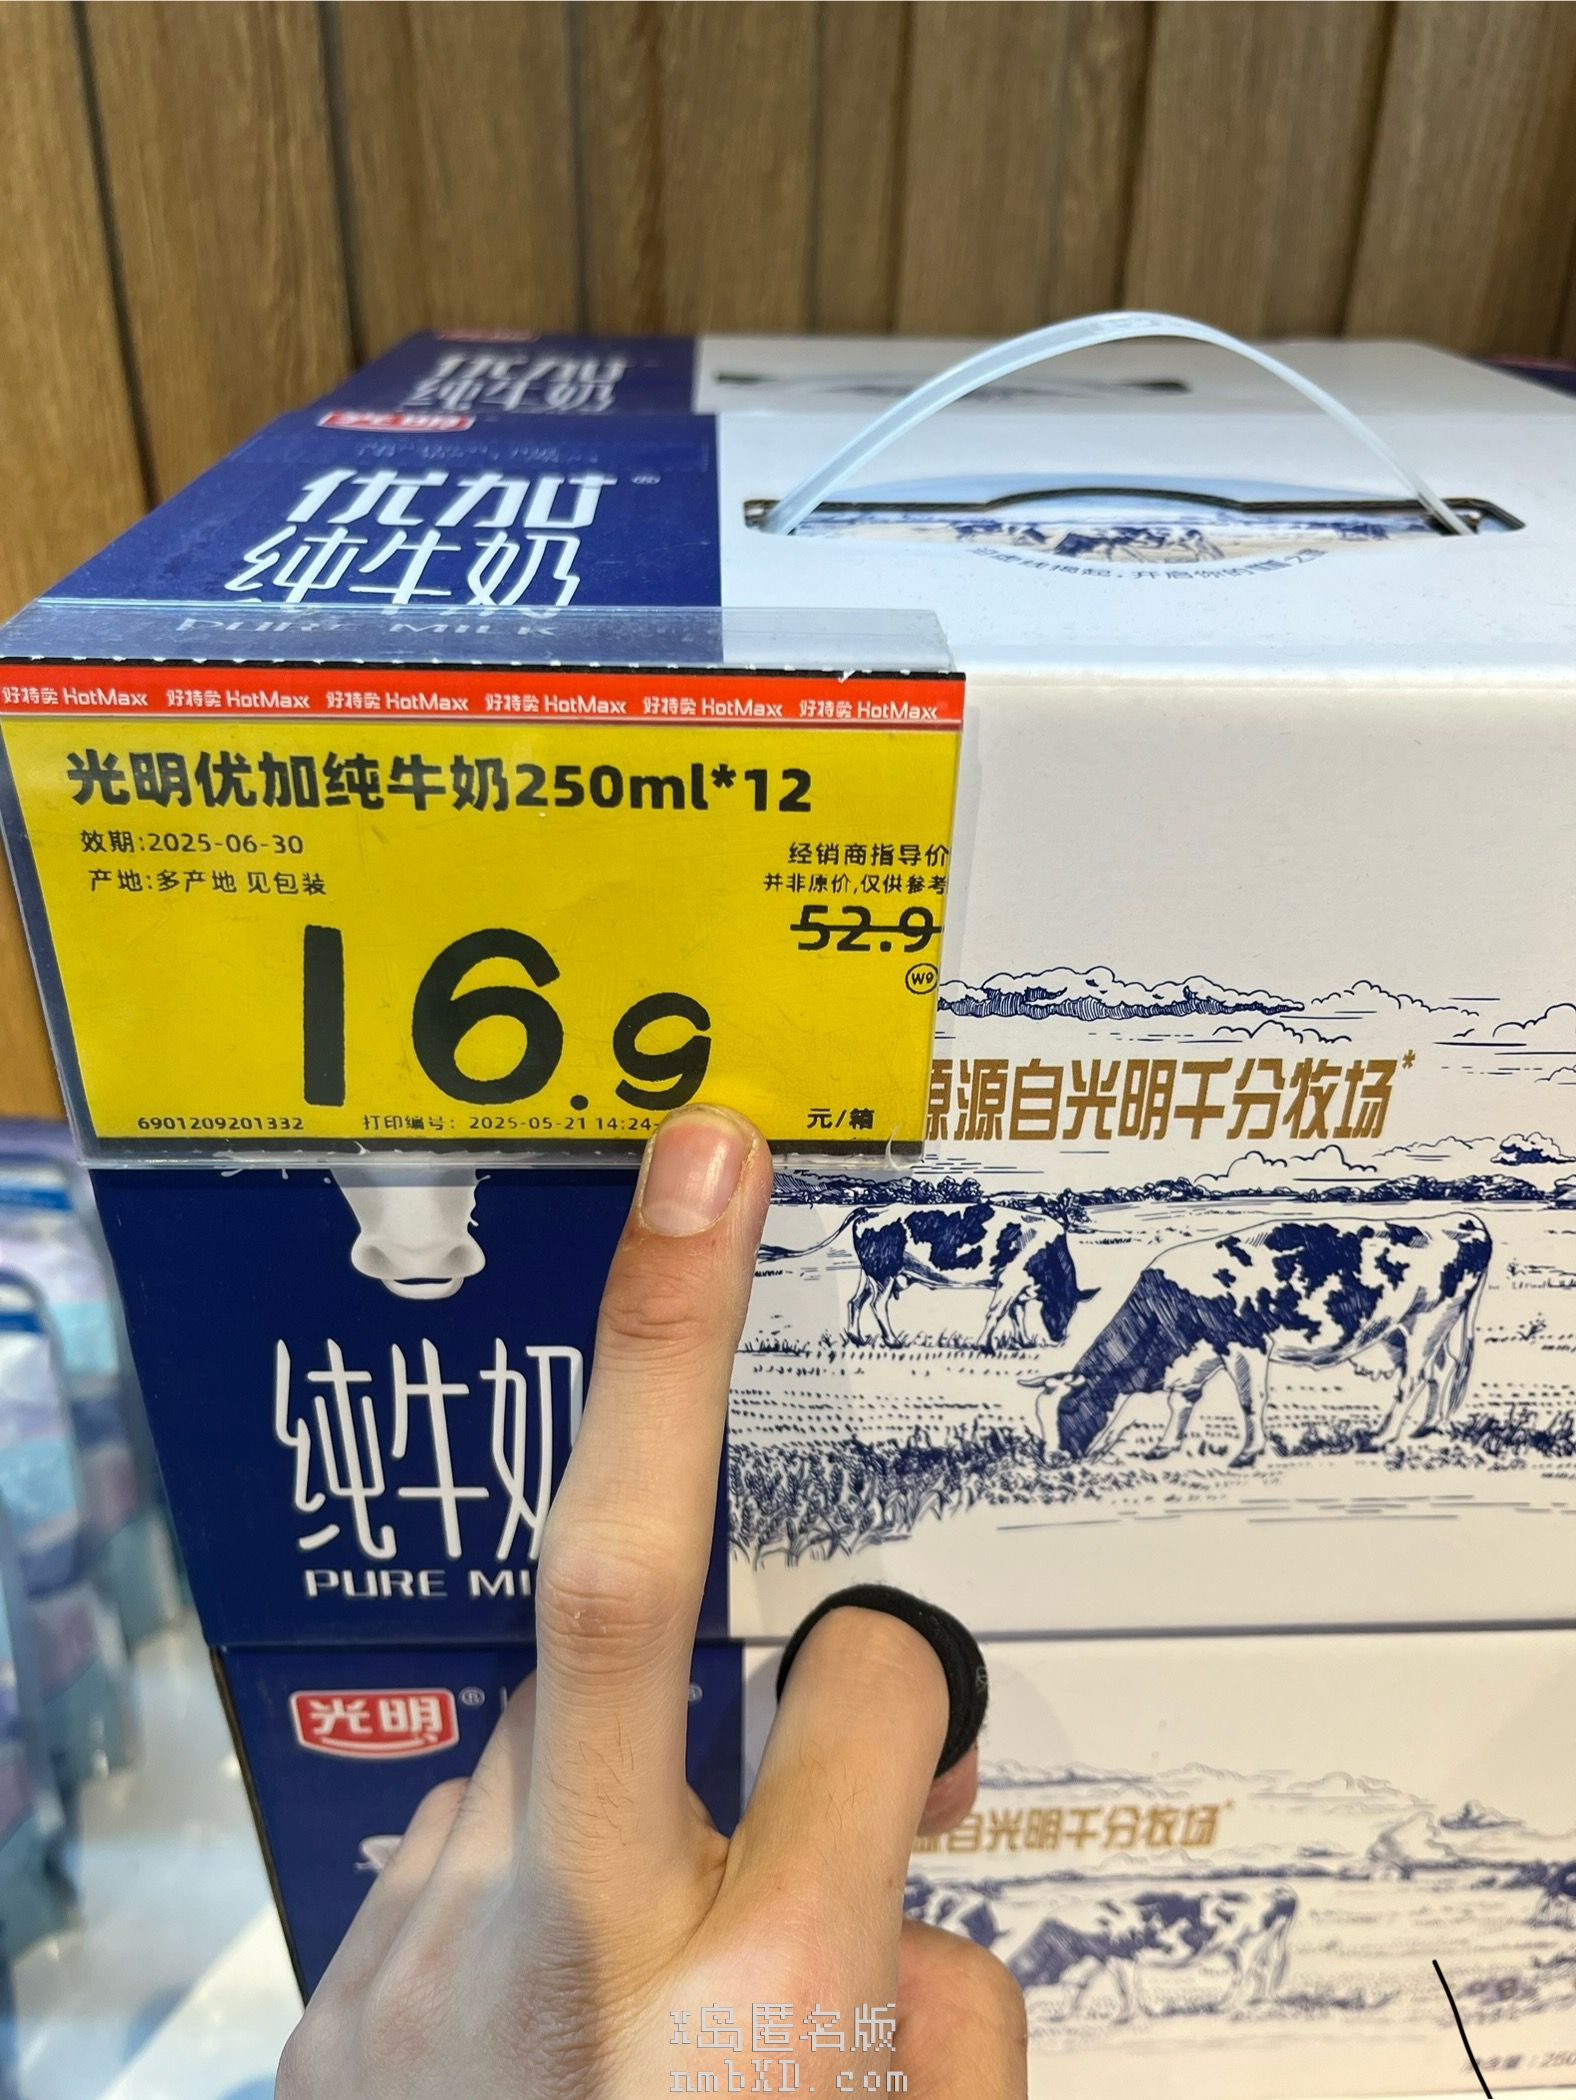 优加
纯牛奶
光明
优加
纯牛奶
PURE MILK
好特卖 HotMaxx 好特卖 HotMaxx 好特卖 HotMaxx 好特卖 HotMaxx 好特卖 HotMaxx 好特卖 HotMaxx
光明优加纯牛奶250ml*12
效期:2025-06-30
产地:多产地 见包装
经销商指导价
并非原价,仅供参考
52.9
W9
16.9
元/箱
6901209201332 打印编号: 2025-05-21 14:24
源自光明千分牧场*
纯牛奶
PURE MI
光明®
源自光明千分牧场*
X岛匿名版
nmbXD.com